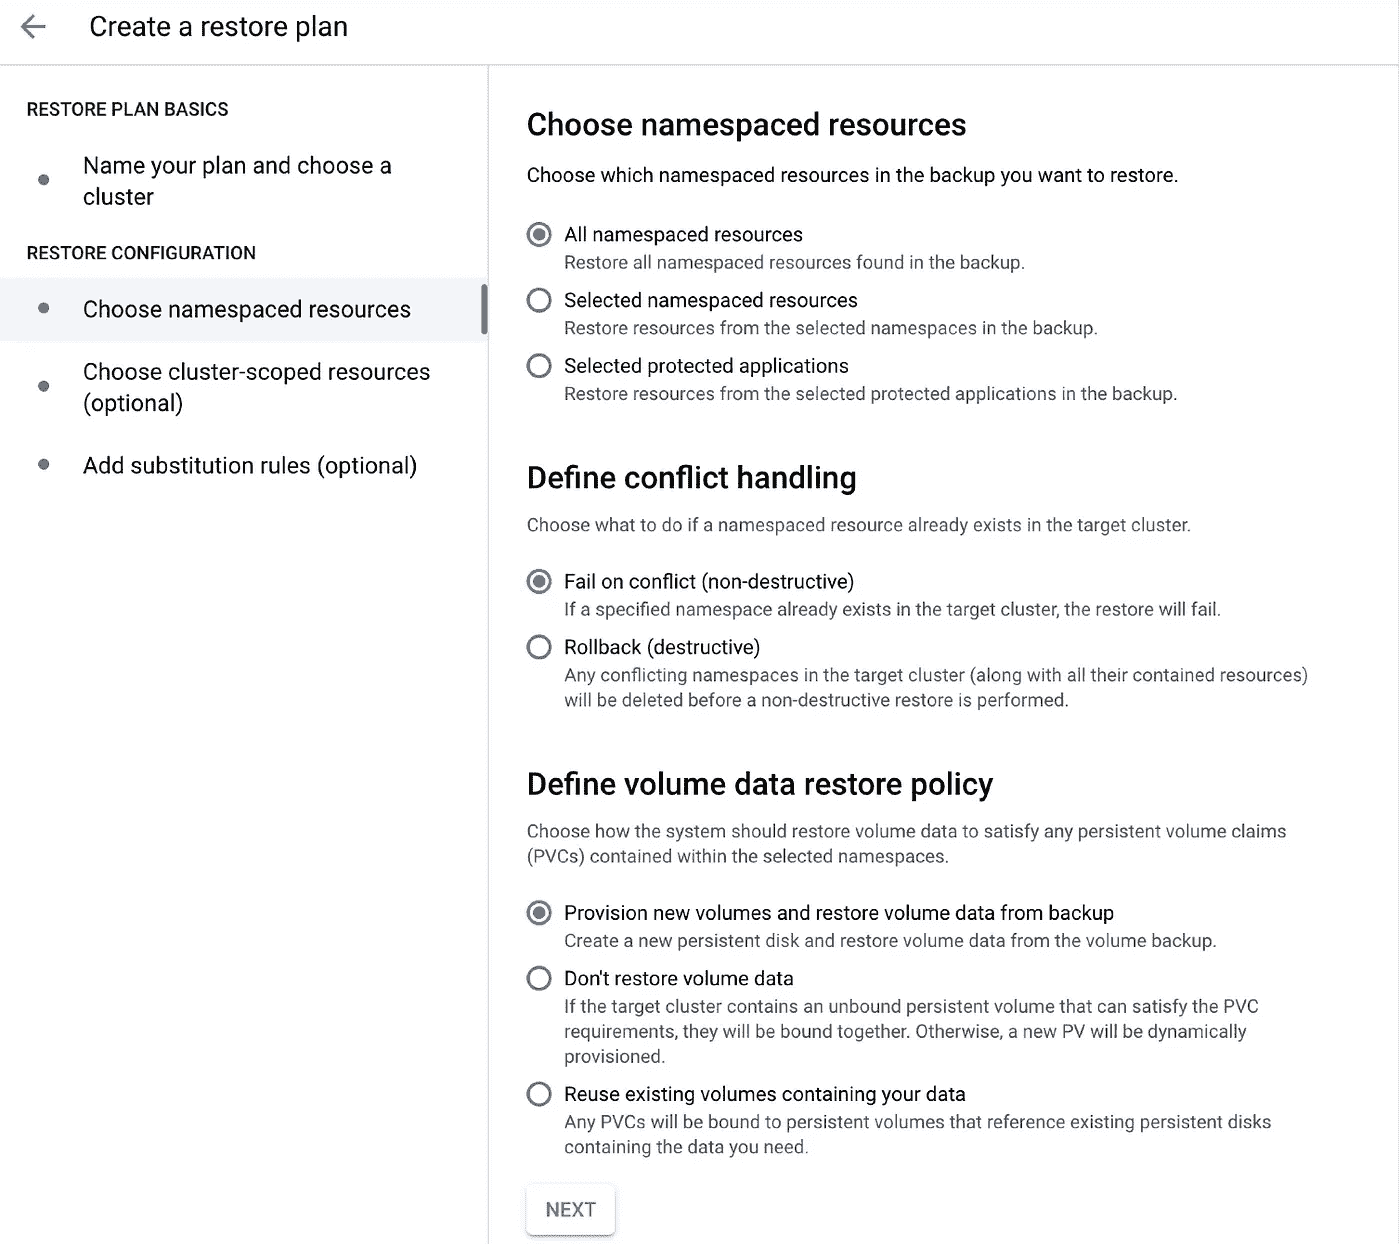 Create a restore plan
RESTORE PLAN BASICS
Name your plan and choose a
cluster
RESTORE CONFIGURATION
Choose namespaced resources
Choose cluster-scoped resources
(optional)
Add substitution rules (optional)
Choose namespaced resources
Choose which namespaced resources in the backup you want to restore.
All namespaced resources
Restore all namespaced resources found in the backup.
Selected namespaced resources
Restore resources from the selected namespaces in the backup.
Selected protected applications
Restore resources from the selected protected applications in the backup.
Define conflict handling
Choose what to do if a namespaced resource already exists in the target cluster.
Fail on conflict (non-destructive)
If a specified namespace already exists in the target cluster, the restore will fail.
Rollback (destructive)
Any conflicting namespaces in the target cluster (along with all their contained resources)
will be deleted before a non-destructive restore is performed.
Define volume data restore policy
Choose how the system should restore volume data to satisfy any persistent volume claims
(PVCs) contained within the selected namespaces.
Provision new volumes and restore volume data from backup
Create a new persistent disk and restore volume data from the volume backup.
Don't restore volume data
If the target cluster contains an unbound persistent volume that can satisfy the PVC
requirements, they will be bound together. Otherwise, a new PV will be dynamically
provisioned.
Reuse existing volumes containing your data
Any PVCs will be bound to persistent volumes that reference existing persistent disks
containing the data you need.
NEXT